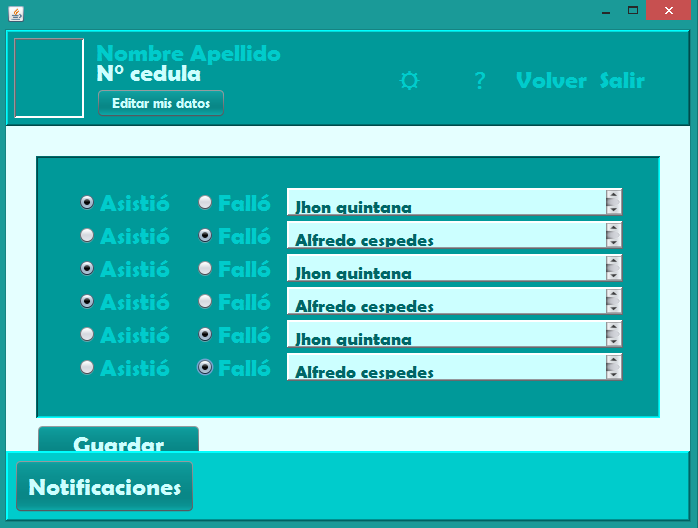 Nombre Apellido
Nº cedula
Editar mis datos
? Volver Salir
Asistió Falló Jhon quintana
Asistió Falló Alfredo cespedes
Asistió Falló Jhon quintana
Asistió Falló Alfredo cespedes
Asistió Falló Jhon quintana
Asistió Falló Alfredo cespedes
Guardar
Notificaciones